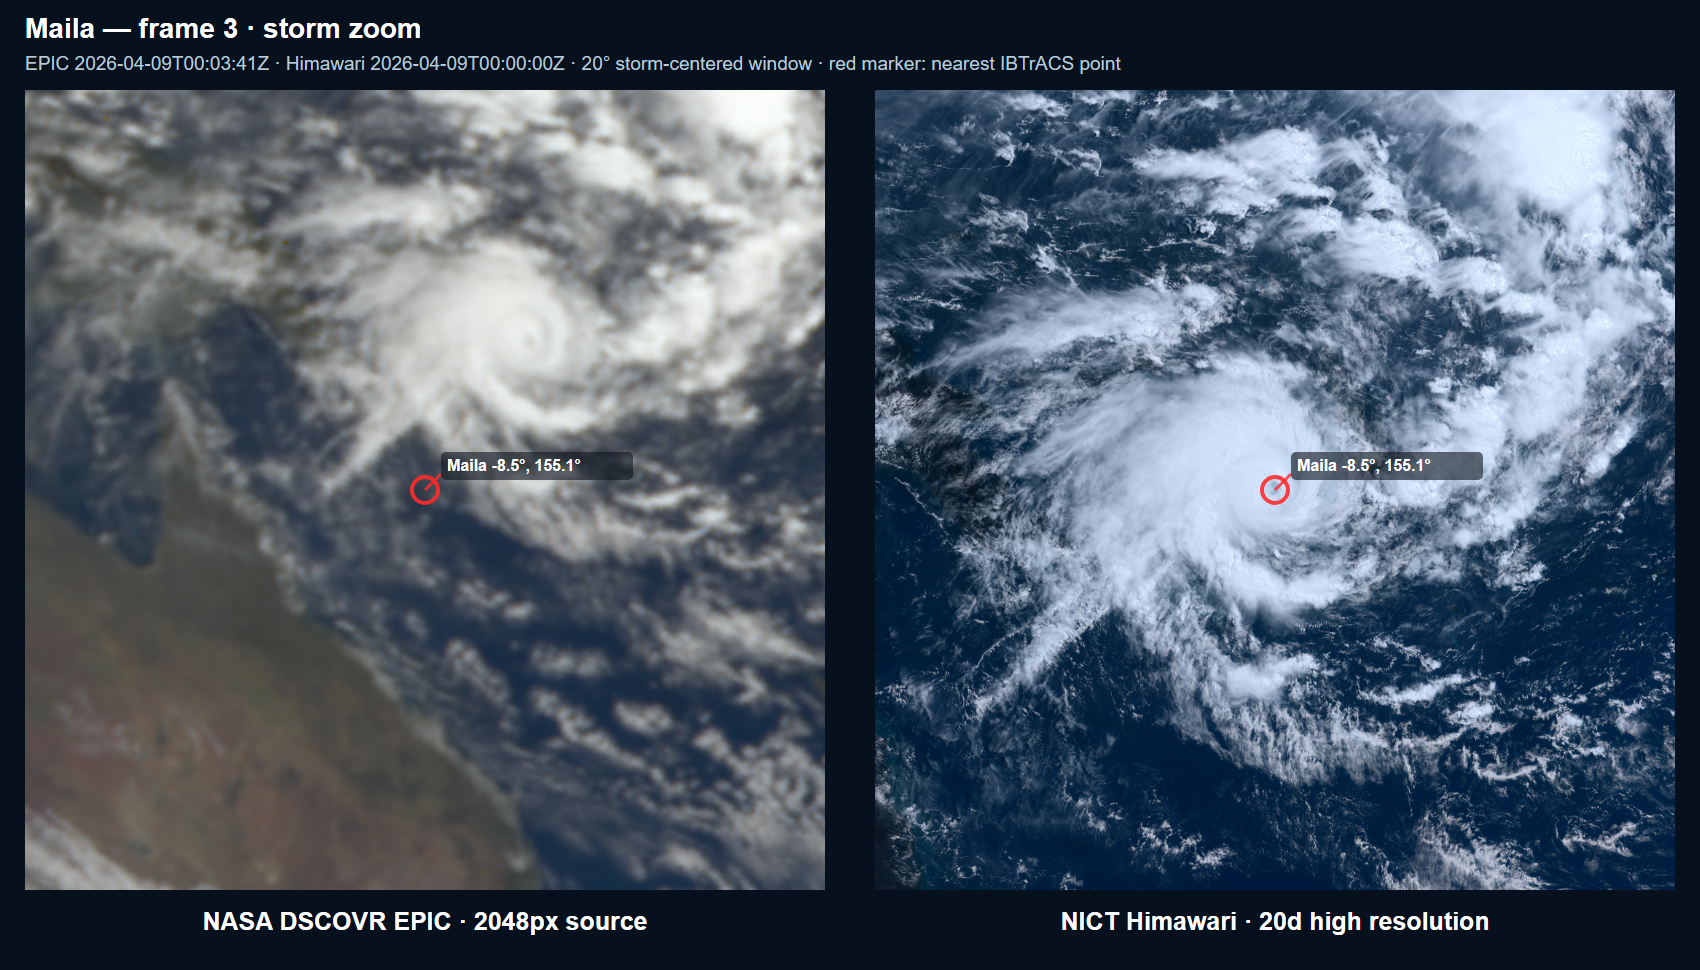 Maila — frame 3 · storm zoom
EPIC 2026-04-09T00:03:41Z · Himawari 2026-04-09T00:00:00Z · 20° storm-centered window · red marker: nearest IBTrACS point
Maila -8.5°, 155.1°
Maila -8.5°, 155.1°
NASA DSCOVR EPIC · 2048px source
NICT Himawari · 20d high resolution